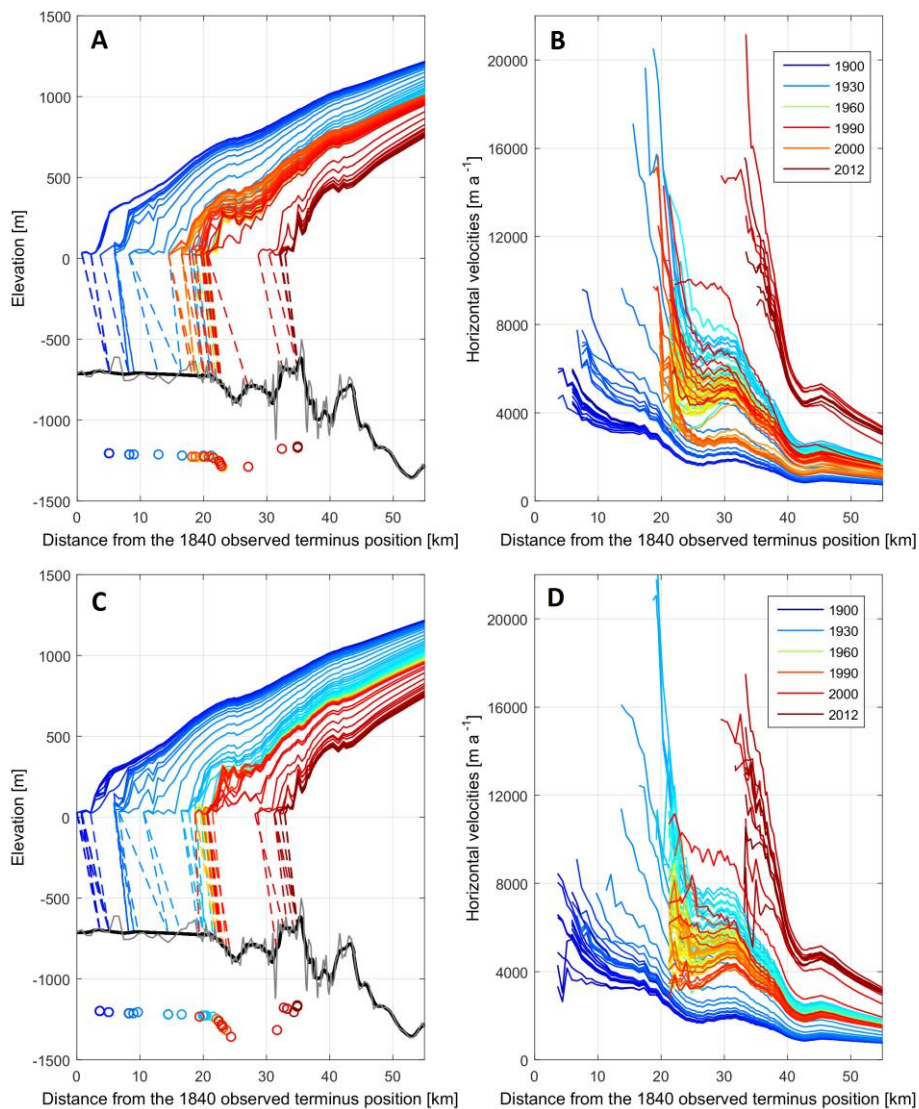 A
1500
1000
500
0
-500
-1000
-1500
Elevation [m]
0 10 20 30 40 50
Distance from the 1840 observed terminus position [km]
B
20000
16000
12000
8000
4000
0
Horizontal velocities [m a⁻¹]
1900
1930
1960
1990
2000
2012
0 10 20 30 40 50
Distance from the 1840 observed terminus position [km]
C
1500
1000
500
0
-500
-1000
-1500
Elevation [m]
0 10 20 30 40 50
Distance from the 1840 observed terminus position [km]
D
20000
16000
12000
8000
4000
0
Horizontal velocities [m a⁻¹]
1900
1930
1960
1990
2000
2012
0 10 20 30 40 50
Distance from the 1840 observed terminus position [km]